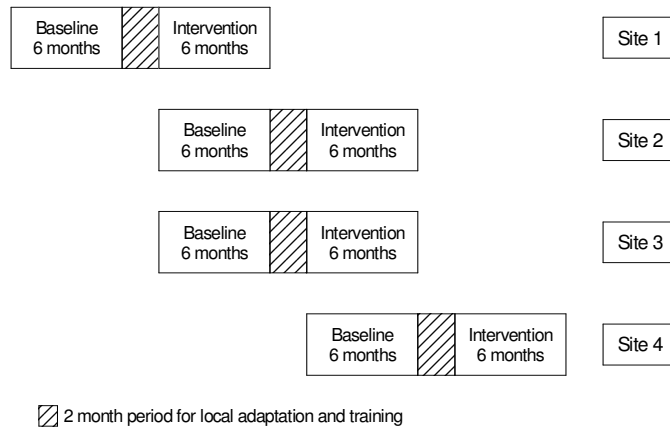 Baseline
6 months
Intervention
6 months
Site 1
Baseline
6 months
Intervention
6 months
Site 2
Baseline
6 months
Intervention
6 months
Site 3
Baseline
6 months
Intervention
6 months
Site 4
2 month period for local adaptation and training